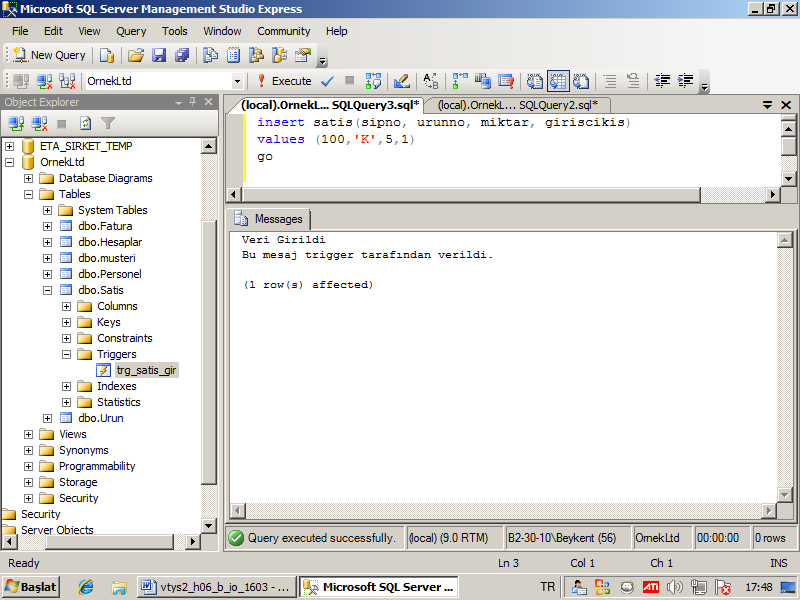 Microsoft SQL Server Management Studio Express
File Edit View Query Tools Window Community Help
New Query
OrnekLtd Execute
Object Explorer
ETA_SIRKET_TEMP
OrnekLtd
Database Diagrams
Tables
System Tables
dbo.Fatura
dbo.Hesaplar
dbo.musteri
dbo.Personel
dbo.Satis
Columns
Keys
Constraints
Triggers
trg_satis_gir
Indexes
Statistics
dbo.Urun
Views
Synonyms
Programmability
Storage
Security
Security
Server Objects
(local).OrnekL... SQLQuery3.sql* (local).OrnekL... SQLQuery2.sql*
insert satis(sipno, urunno, miktar, giriscikis)
values (100,'K',5,1)
go
Messages
Veri Girildi
Bu mesaj trigger tarafından verildi.
(1 row(s) affected)
Query executed successfully. (local) (9.0 RTM) B2-30-10\Beykent (56) OrnekLtd 00:00:00 0 rows
Ready Ln 3 Col 1 Ch 1 INS
Başlat vtys2_h06_b_io_1603 - ... Microsoft SQL Server ... TR ATI 17:48